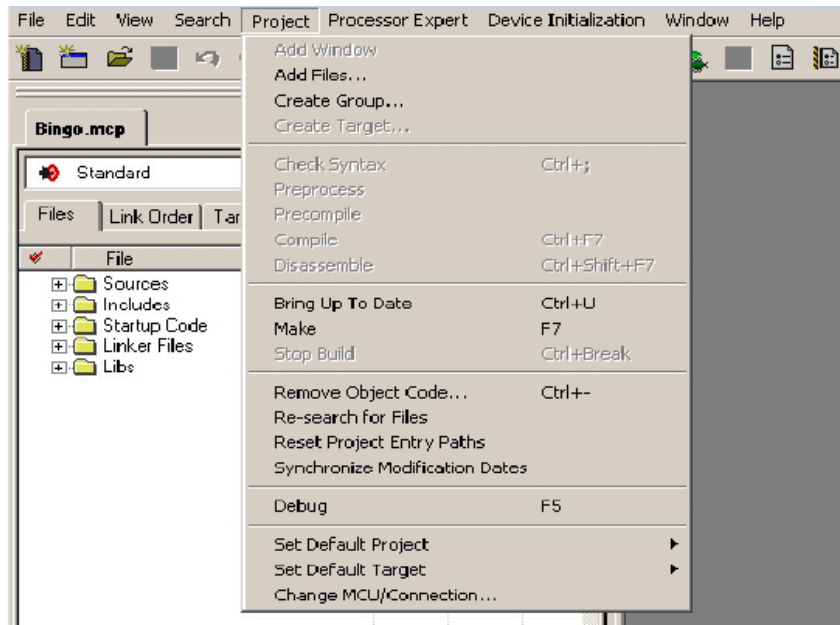 File Edit View Search Project Processor Expert Device Initialization Window Help
Bingo.mcp
Standard
Files Link Order Tar
File
Sources
Includes
Startup Code
Linker Files
Libs
Add Window
Add Files...
Create Group...
Create Target...
Check Syntax Ctrl+;
Preprocess
Precompile
Compile Ctrl+F7
Disassemble Ctrl+Shift+F7
Bring Up To Date Ctrl+U
Make F7
Stop Build Ctrl+Break
Remove Object Code... Ctrl+-
Re-search for Files
Reset Project Entry Paths
Synchronize Modification Dates
Debug F5
Set Default Project
Set Default Target
Change MCU/Connection...